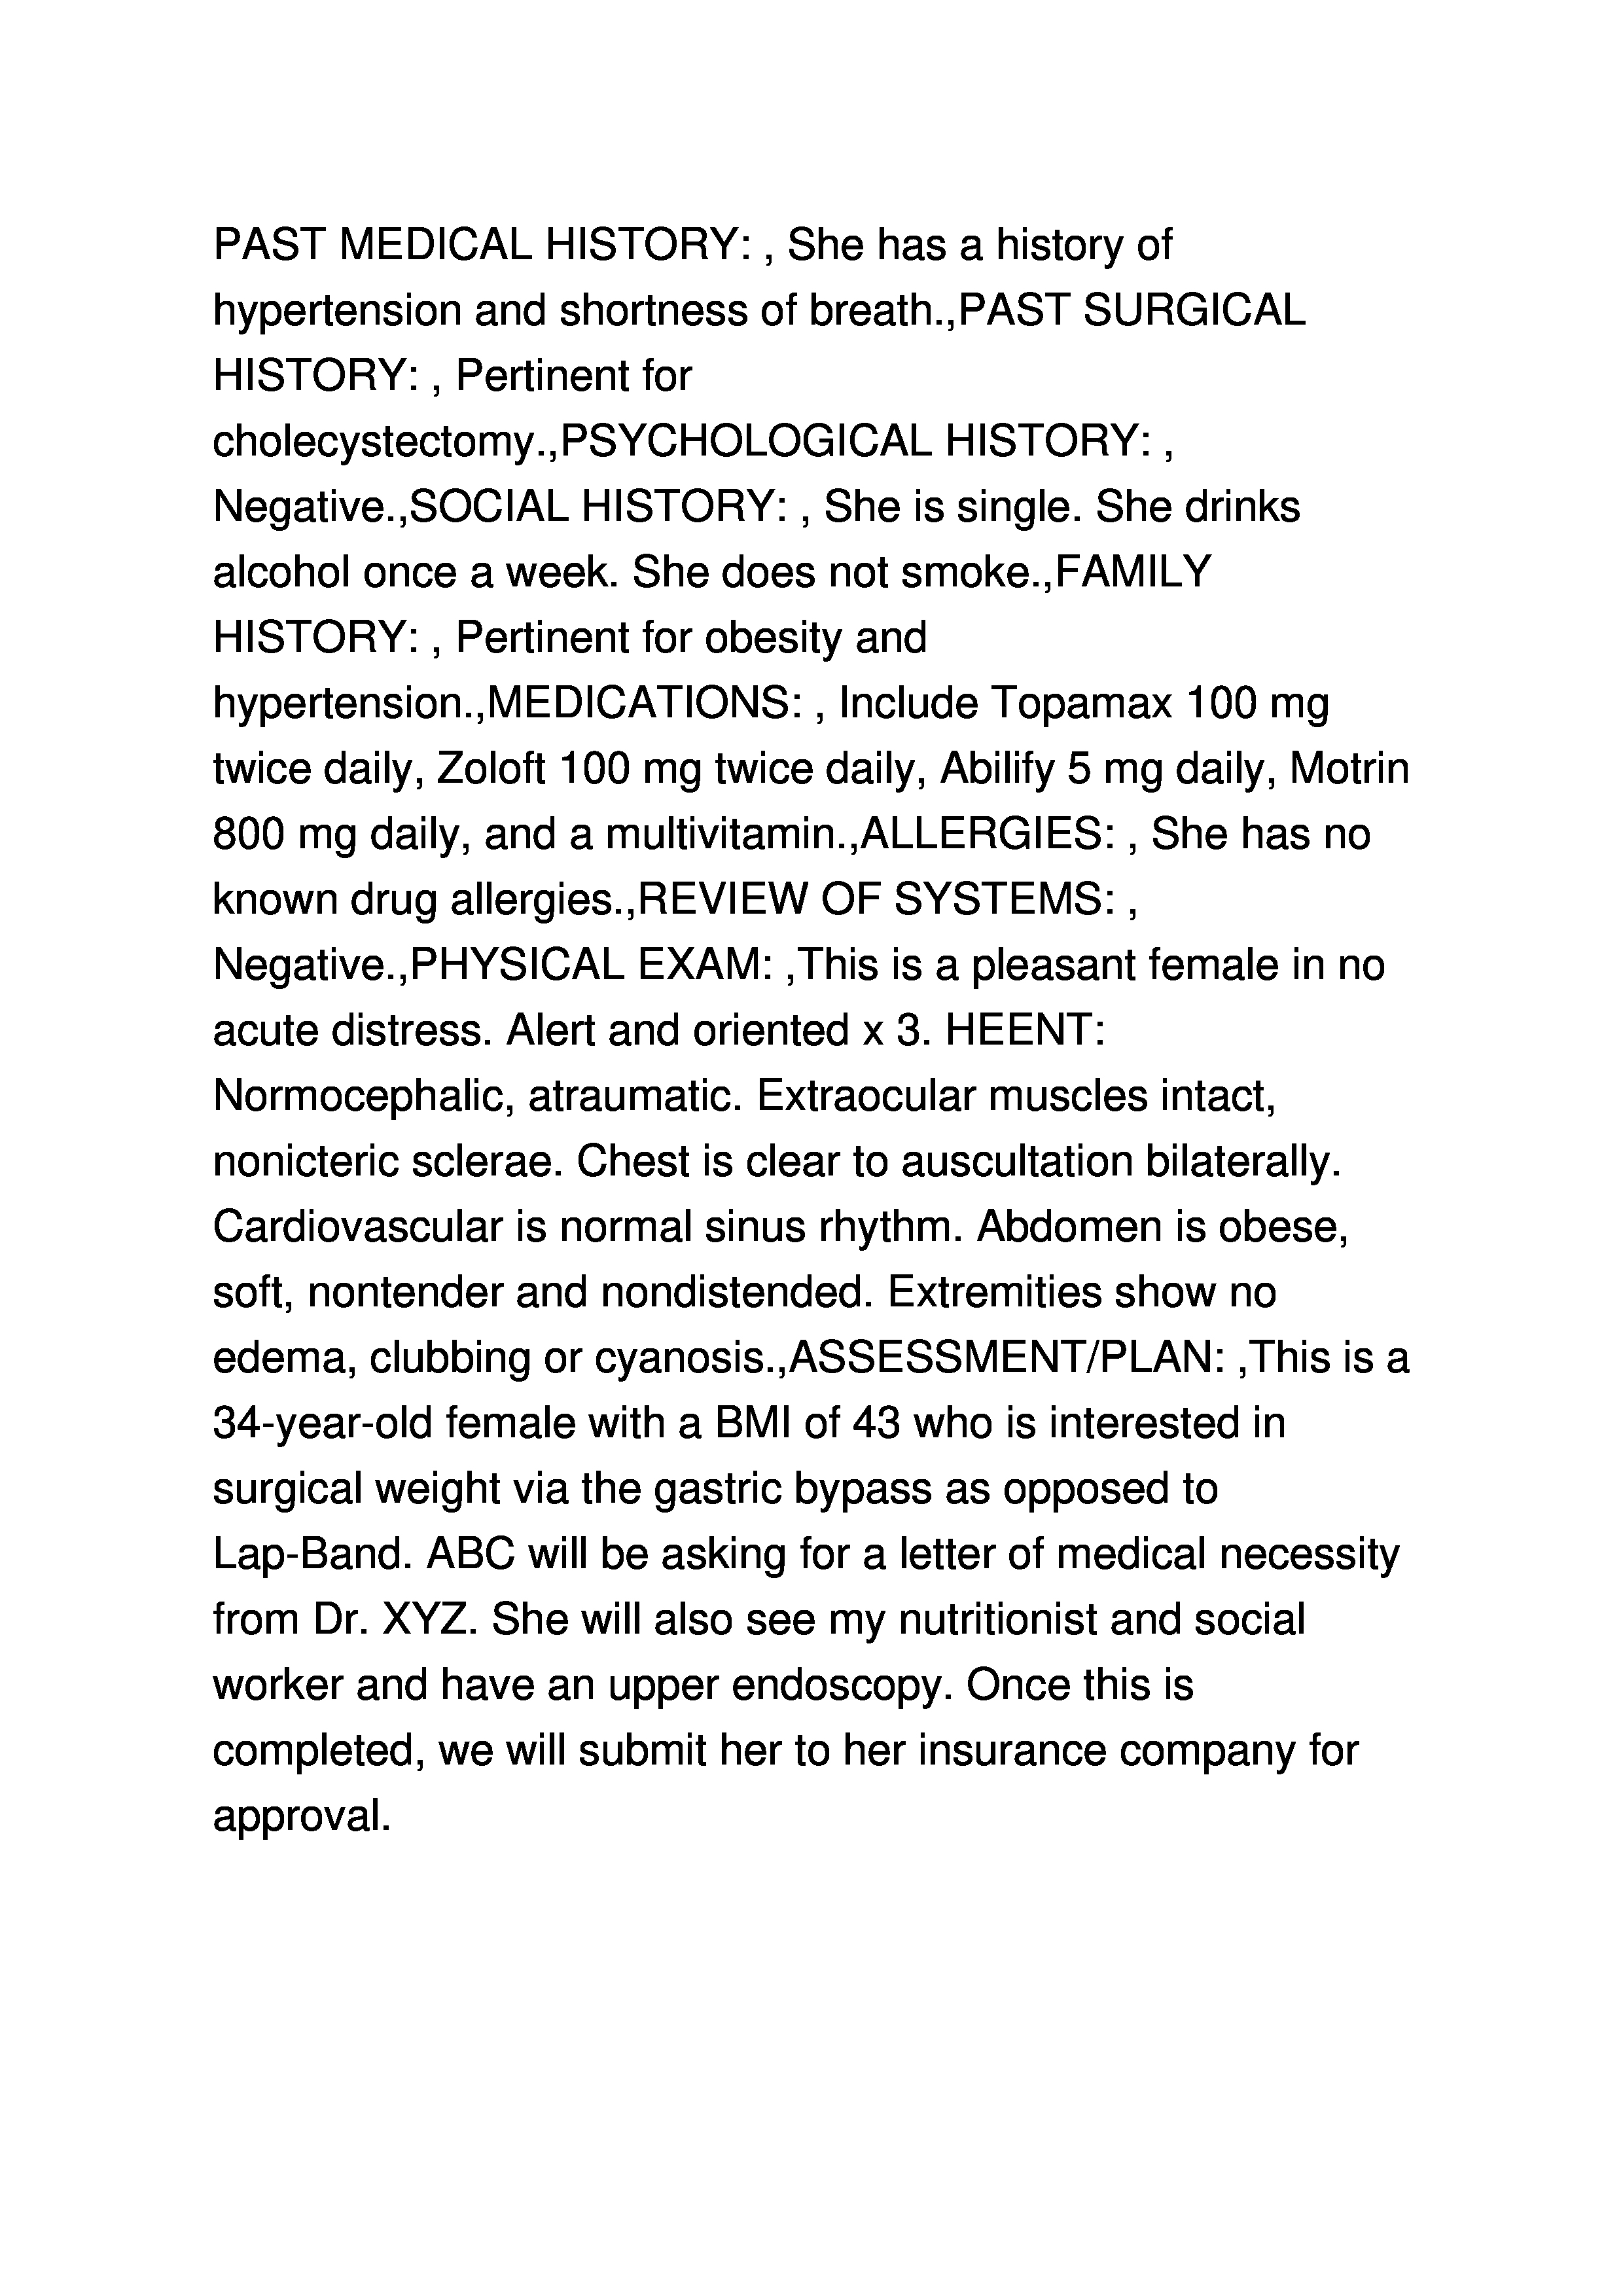 PAST MEDICAL HISTORY: , She has a history of
hypertension and shortness of breath.,PAST SURGICAL
HISTORY: , Pertinent for
cholecystectomy.,PSYCHOLOGICAL HISTORY: ,
Negative.,SOCIAL HISTORY: , She is single. She drinks
alcohol once a week. She does not smoke.,FAMILY
HISTORY: , Pertinent for obesity and
hypertension.,MEDICATIONS: , Include Topamax 100 mg
twice daily, Zoloft 100 mg twice daily, Abilify 5 mg daily, Motrin
800 mg daily, and a multivitamin.,ALLERGIES: , She has no
known drug allergies.,REVIEW OF SYSTEMS: ,
Negative.,PHYSICAL EXAM: ,This is a pleasant female in no
acute distress. Alert and oriented x 3. HEENT:
Normocephalic, atraumatic. Extraocular muscles intact,
nonicteric sclerae. Chest is clear to auscultation bilaterally.
Cardiovascular is normal sinus rhythm. Abdomen is obese,
soft, nontender and nondistended. Extremities show no
edema, clubbing or cyanosis.,ASSESSMENT/PLAN: ,This is a
34-year-old female with a BMI of 43 who is interested in
surgical weight via the gastric bypass as opposed to
Lap-Band. ABC will be asking for a letter of medical necessity
from Dr. XYZ. She will also see my nutritionist and social
worker and have an upper endoscopy. Once this is
completed, we will submit her to her insurance company for
approval.